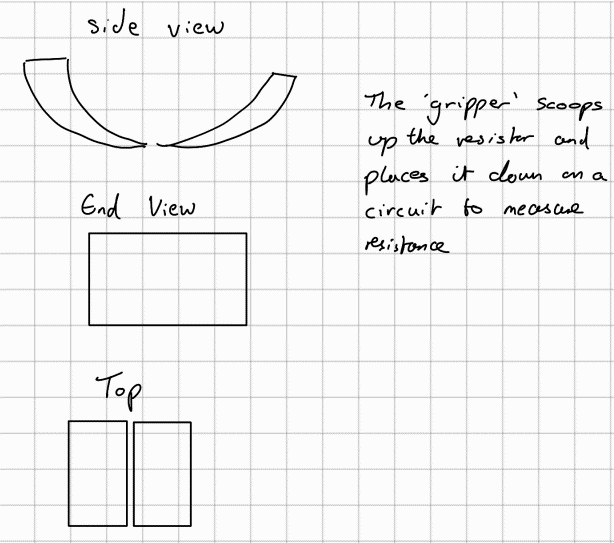 side view
The 'gripper' scoops
up the resistor and
places it down on a
circuit to measure
resistance
End View
Top